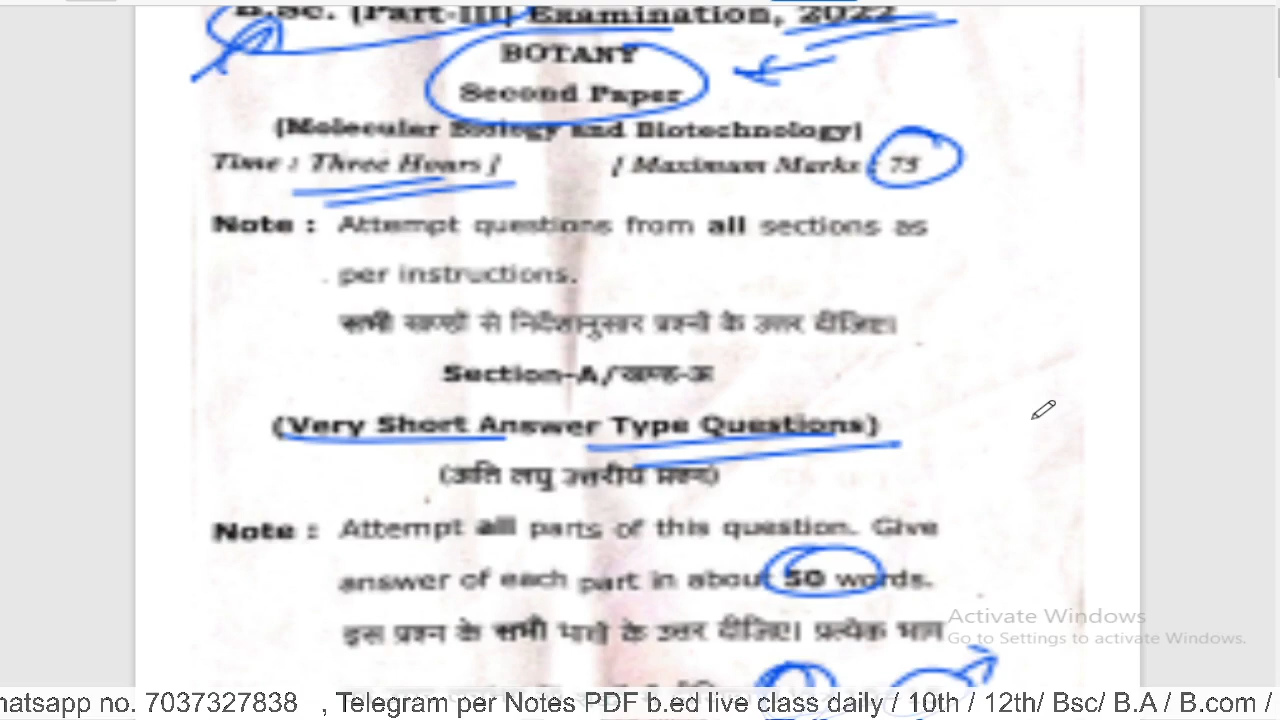 B.Sc. (Part-III) Examination, 2022
BOTANY
Second Paper
(Molecular Biology and Biotechnology)
Time : Three Hours ] [ Maximum Marks : 75
Note : Attempt questions from all sections as
per instructions.
सभी खण्डों से निर्देशानुसार प्रश्नों के उत्तर दीजिए।
Section-A/खण्ड-अ
(Very Short Answer Type Questions)
(अति लघु उत्तरीय प्रश्न)
Note : Attempt all parts of this question. Give
answer of each part in about 50 words.
इस प्रश्न के सभी भागों के उत्तर दीजिए। प्रत्येक भाग
Activate Windows
Go to Settings to activate Windows.
hatsapp no. 7037327838 , Telegram per Notes PDF b.ed live class daily / 10th / 12th/ Bsc/ B.A / B.com /